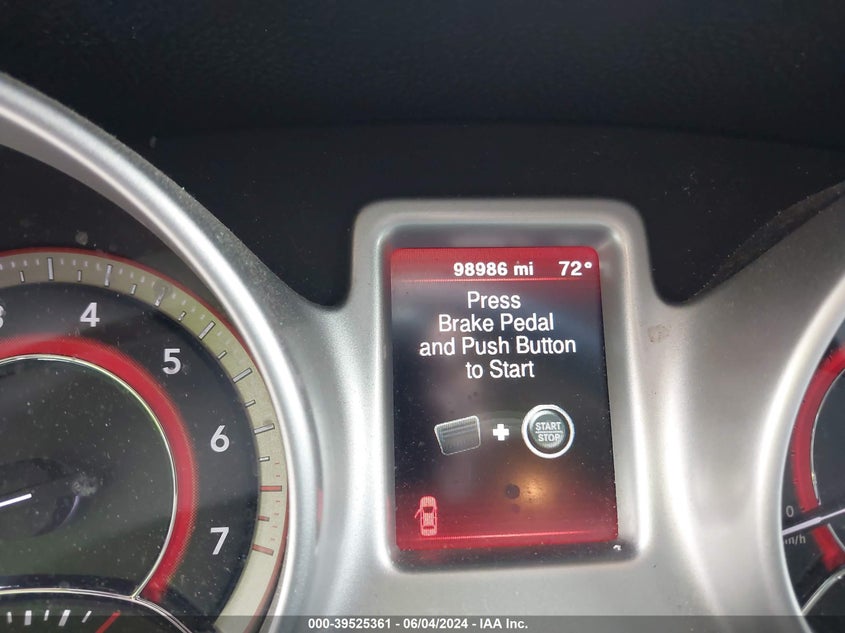 98986 mi 72°
Press
Brake Pedal
and Push Button
to Start
START
STOP
4
5
6
7
0
000-39525361 - 06/04/2024 - IAA Inc.